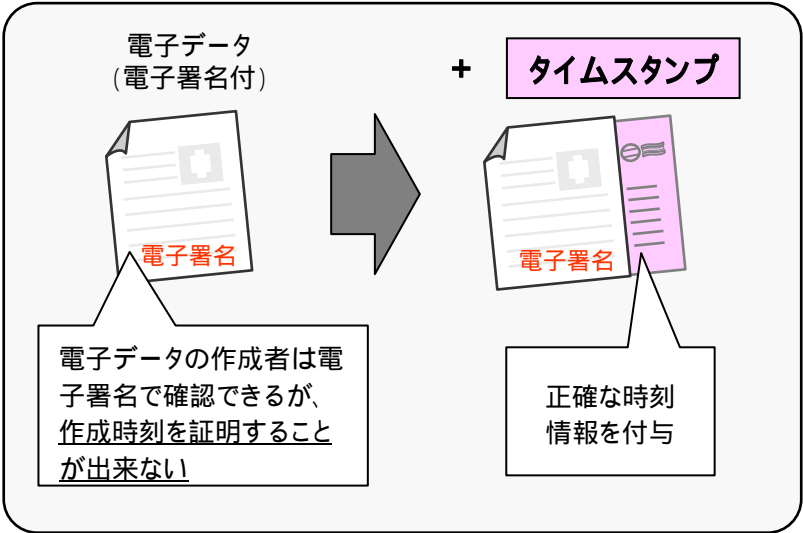 電子データ
(電子署名付)
+
タイムスタンプ
電子署名
電子署名
電子データの作成者は電
子署名で確認できるが、
作成時刻を証明すること
が出来ない
正確な時刻
情報を付与